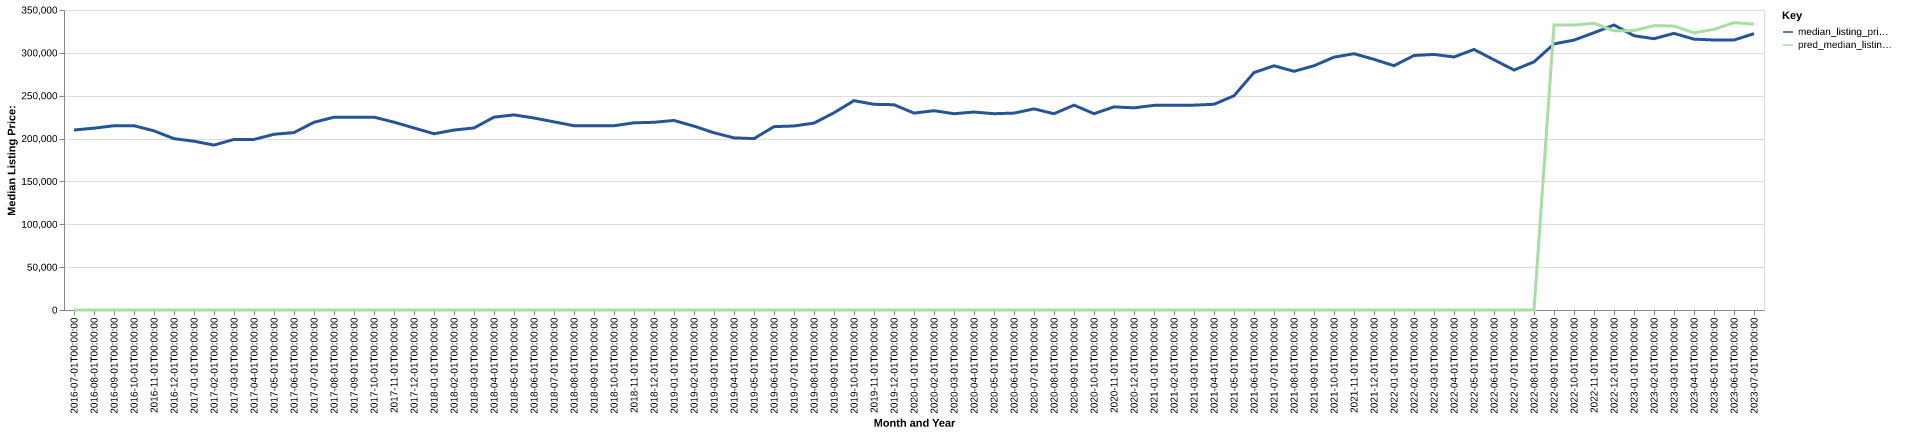 350,000
300,000
250,000
200,000
150,000
100,000
50,000
0
Median Listing Price:
2016-07-01T00:00:00
2016-08-01T00:00:00
2016-09-01T00:00:00
2016-10-01T00:00:00
2016-11-01T00:00:00
2016-12-01T00:00:00
2017-01-01T00:00:00
2017-02-01T00:00:00
2017-03-01T00:00:00
2017-04-01T00:00:00
2017-05-01T00:00:00
2017-06-01T00:00:00
2017-07-01T00:00:00
2017-08-01T00:00:00
2017-09-01T00:00:00
2017-10-01T00:00:00
2017-11-01T00:00:00
2017-12-01T00:00:00
2018-01-01T00:00:00
2018-02-01T00:00:00
2018-03-01T00:00:00
2018-04-01T00:00:00
2018-05-01T00:00:00
2018-06-01T00:00:00
2018-07-01T00:00:00
2018-08-01T00:00:00
2018-09-01T00:00:00
2018-10-01T00:00:00
2018-11-01T00:00:00
2018-12-01T00:00:00
2019-01-01T00:00:00
2019-02-01T00:00:00
2019-03-01T00:00:00
2019-04-01T00:00:00
2019-05-01T00:00:00
2019-06-01T00:00:00
2019-07-01T00:00:00
2019-08-01T00:00:00
2019-09-01T00:00:00
2019-10-01T00:00:00
2019-11-01T00:00:00
2019-12-01T00:00:00
2020-01-01T00:00:00
2020-02-01T00:00:00
2020-03-01T00:00:00
2020-04-01T00:00:00
2020-05-01T00:00:00
2020-06-01T00:00:00
2020-07-01T00:00:00
2020-08-01T00:00:00
2020-09-01T00:00:00
2020-10-01T00:00:00
2020-11-01T00:00:00
2020-12-01T00:00:00
2021-01-01T00:00:00
2021-02-01T00:00:00
2021-03-01T00:00:00
2021-04-01T00:00:00
2021-05-01T00:00:00
2021-06-01T00:00:00
2021-07-01T00:00:00
2021-08-01T00:00:00
2021-09-01T00:00:00
2021-10-01T00:00:00
2021-11-01T00:00:00
2021-12-01T00:00:00
2022-01-01T00:00:00
2022-02-01T00:00:00
2022-03-01T00:00:00
2022-04-01T00:00:00
2022-05-01T00:00:00
2022-06-01T00:00:00
2022-07-01T00:00:00
2022-08-01T00:00:00
2022-09-01T00:00:00
2022-10-01T00:00:00
2022-11-01T00:00:00
2022-12-01T00:00:00
2023-01-01T00:00:00
2023-02-01T00:00:00
2023-03-01T00:00:00
2023-04-01T00:00:00
2023-05-01T00:00:00
2023-06-01T00:00:00
2023-07-01T00:00:00
Month and Year
Key
median_listing_pri…
pred_median_listin…